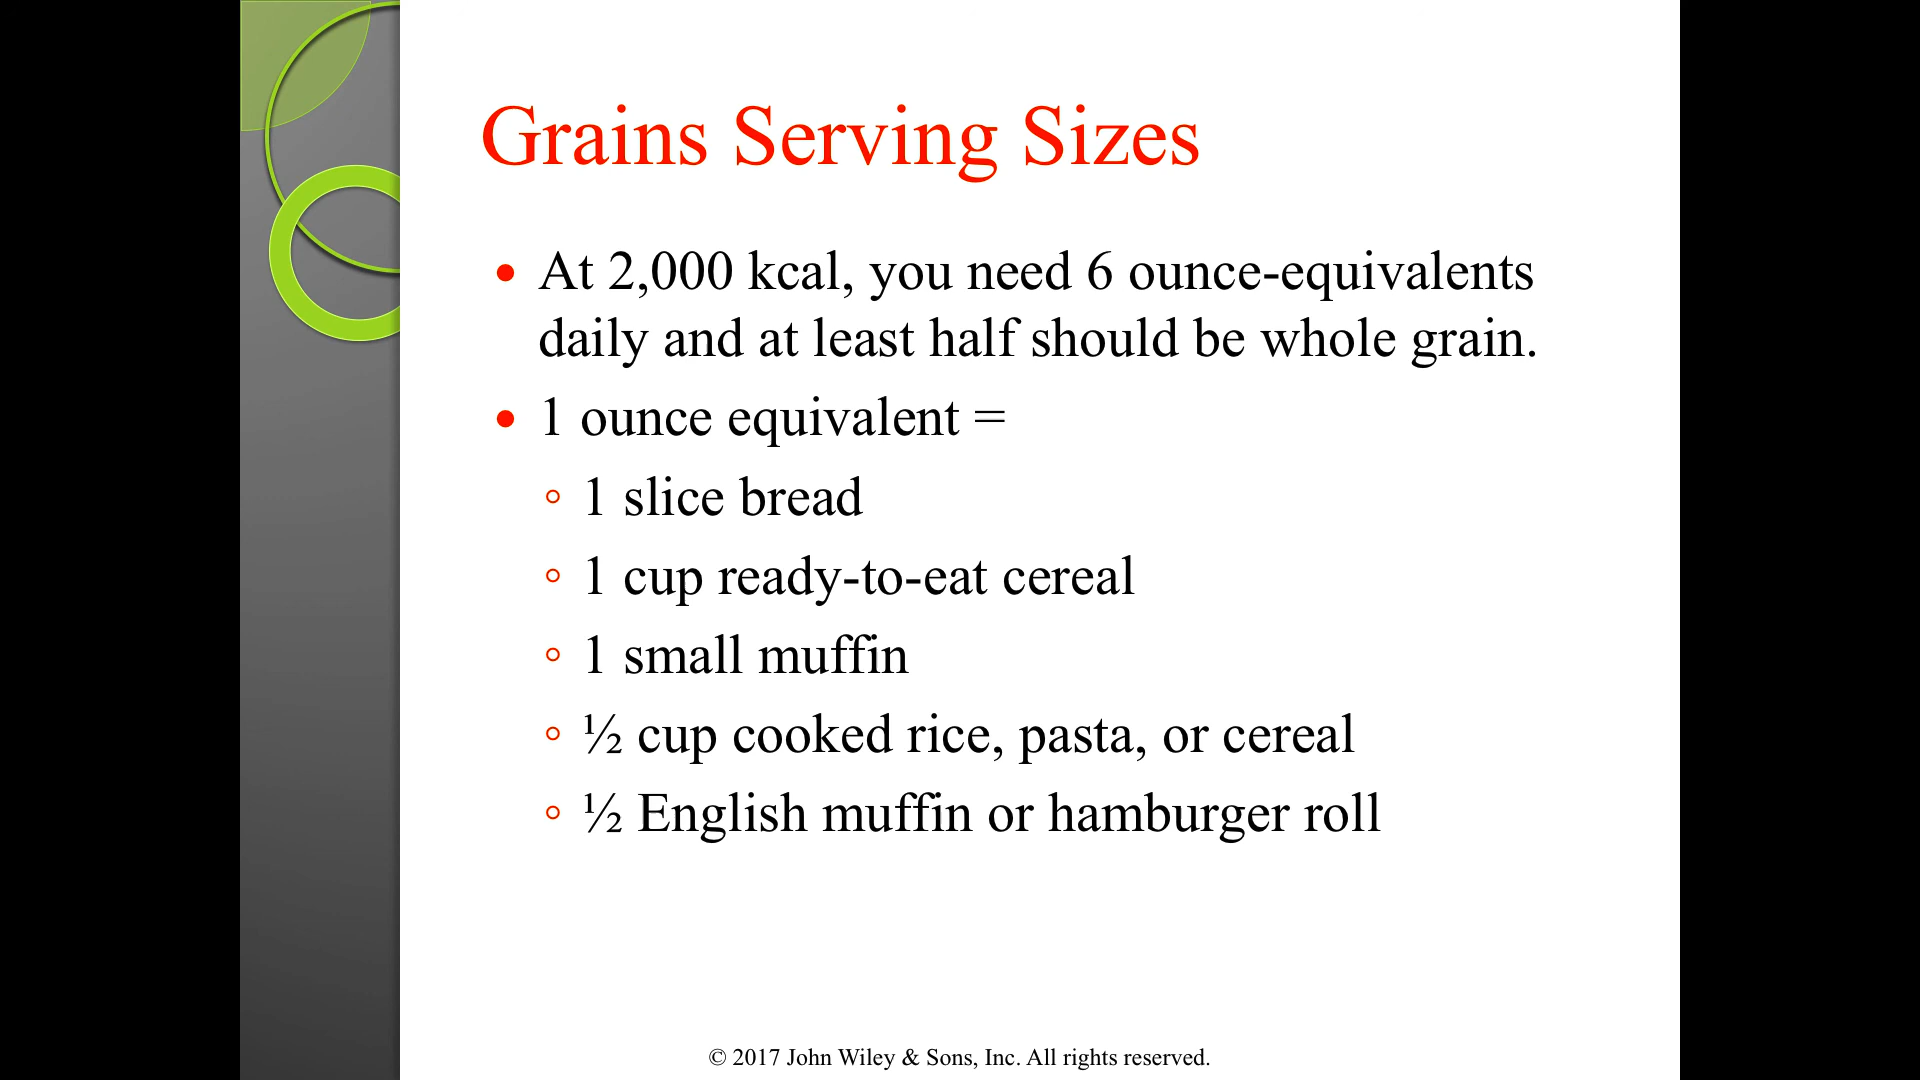 Grains Serving Sizes
• At 2,000 kcal, you need 6 ounce-equivalents
daily and at least half should be whole grain.
• 1 ounce equivalent =
◦ 1 slice bread
◦ 1 cup ready-to-eat cereal
◦ 1 small muffin
◦ ½ cup cooked rice, pasta, or cereal
◦ ½ English muffin or hamburger roll
© 2017 John Wiley & Sons, Inc. All rights reserved.